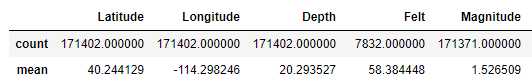 Latitude Longitude Depth Felt Magnitude
count 171402.000000 171402.000000 171402.000000 7832.000000 171371.000000
mean 40.244129 -114.298246 20.293527 58.384448 1.526509